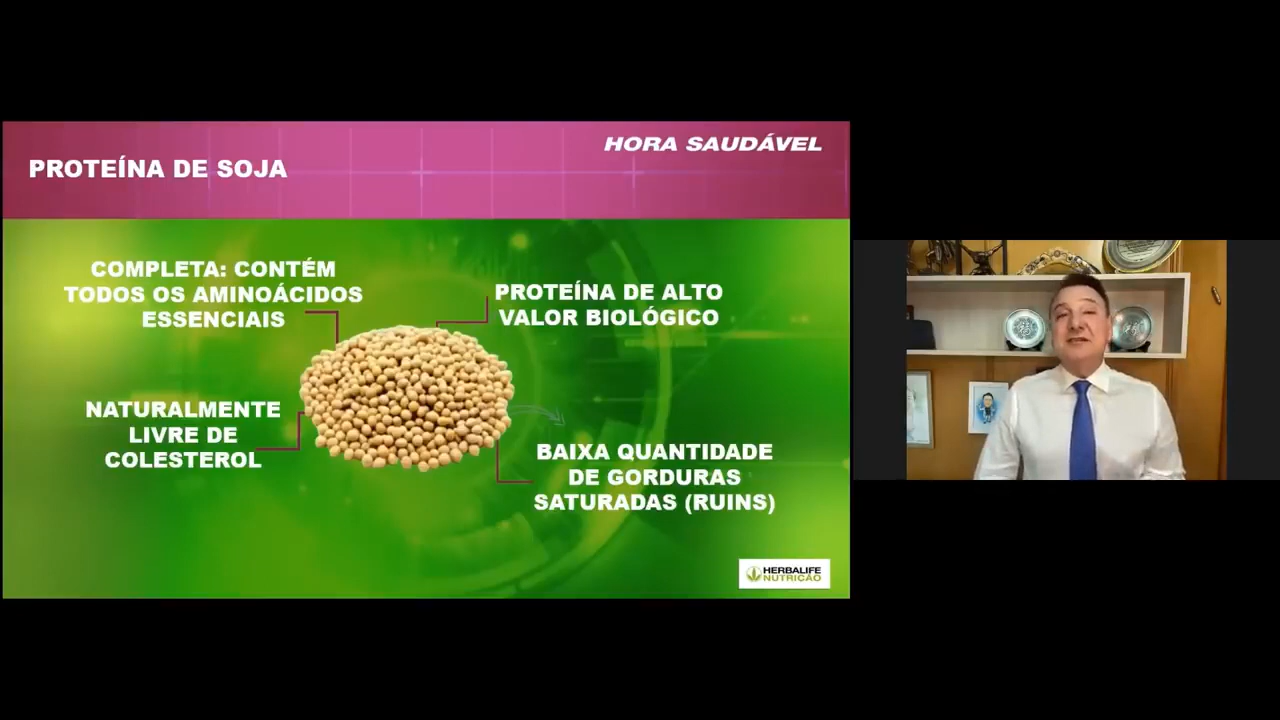 HORA SAUDÁVEL
PROTEÍNA DE SOJA
COMPLETA: CONTÉM
TODOS OS AMINOÁCIDOS
ESSENCIAIS
PROTEÍNA DE ALTO
VALOR BIOLÓGICO
NATURALMENTE
LIVRE DE
COLESTEROL
BAIXA QUANTIDADE
DE GORDURAS
SATURADAS (RUINS)
HERBALIFE
NUTRIÇÃO